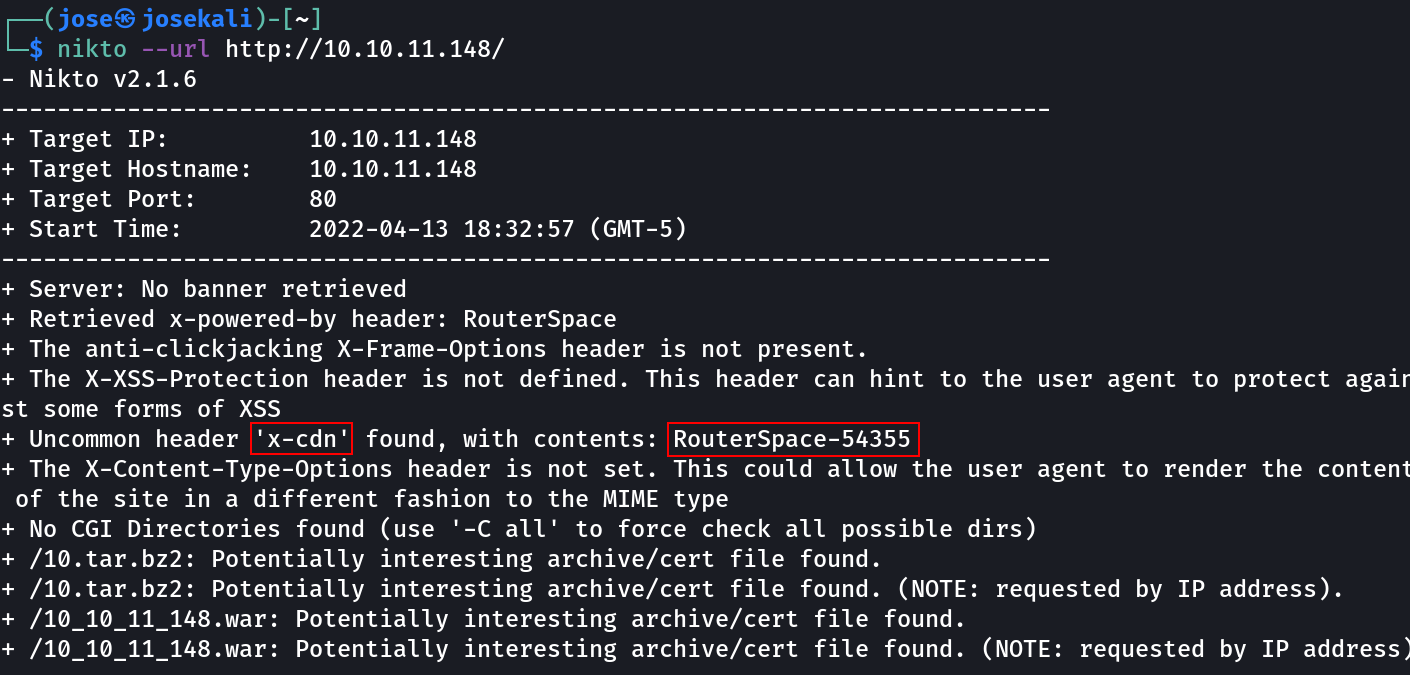 ┌──(jose㉿josekali)-[~]
└─$ nikto --url http://10.10.11.148/
- Nikto v2.1.6
---------------------------------------------------------------------------
+ Target IP:          10.10.11.148
+ Target Hostname:    10.10.11.148
+ Target Port:        80
+ Start Time:         2022-04-13 18:32:57 (GMT-5)
---------------------------------------------------------------------------
+ Server: No banner retrieved
+ Retrieved x-powered-by header: RouterSpace
+ The anti-clickjacking X-Frame-Options header is not present.
+ The X-XSS-Protection header is not defined. This header can hint to the user agent to protect again
st some forms of XSS
+ Uncommon header 'x-cdn' found, with contents: RouterSpace-54355
+ The X-Content-Type-Options header is not set. This could allow the user agent to render the content
 of the site in a different fashion to the MIME type
+ No CGI Directories found (use '-C all' to force check all possible dirs)
+ /10.tar.bz2: Potentially interesting archive/cert file found.
+ /10.tar.bz2: Potentially interesting archive/cert file found. (NOTE: requested by IP address).
+ /10_10_11_148.war: Potentially interesting archive/cert file found.
+ /10_10_11_148.war: Potentially interesting archive/cert file found. (NOTE: requested by IP address)